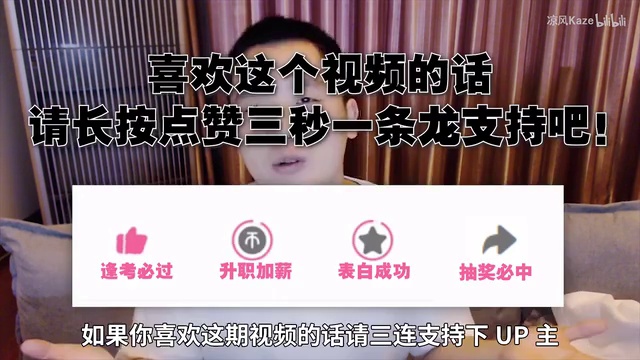 凉风Kaze bilibili
喜欢这个视频的话
请长按点赞三秒一条龙支持吧！
逢考必过 升职加薪 表白成功 抽奖必中
如果你喜欢这期视频的话请三连支持下 UP 主